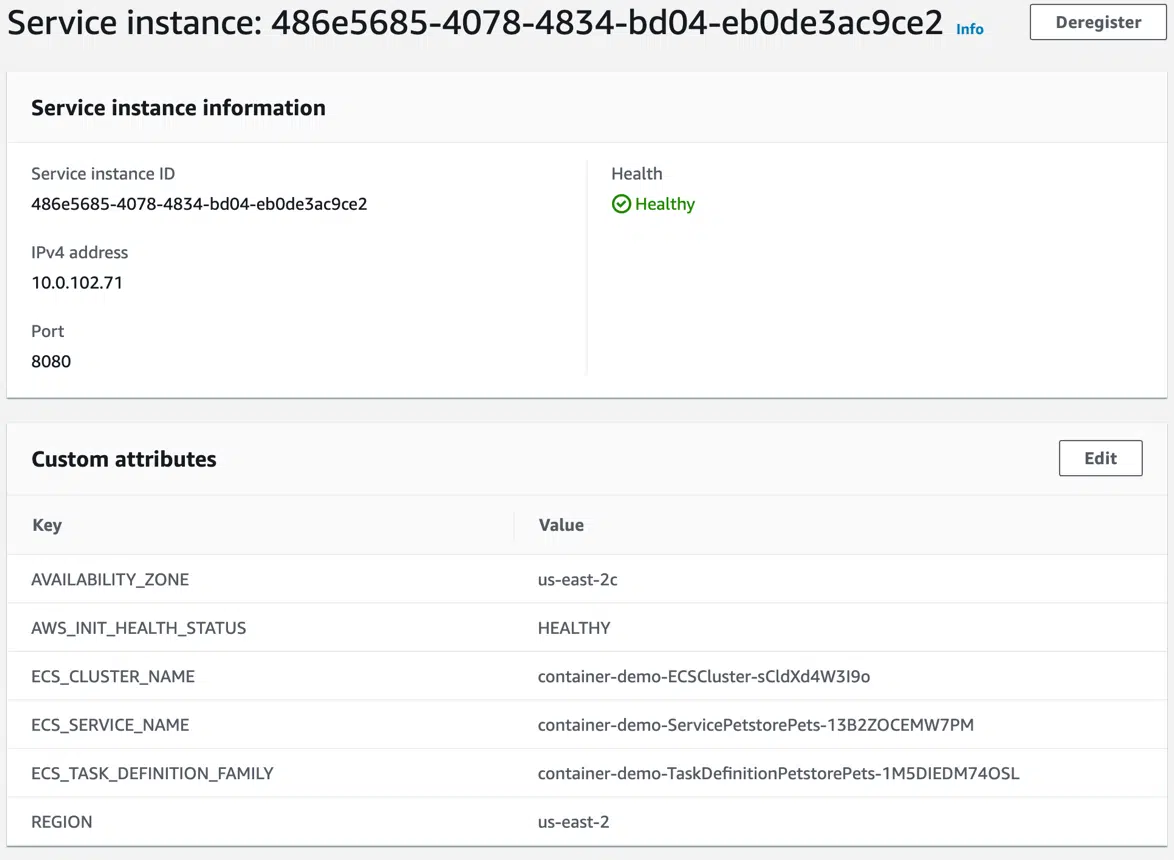 Service instance: 486e5685-4078-4834-bd04-eb0de3ac9ce2 Info Deregister
Service instance information
Service instance ID
486e5685-4078-4834-bd04-eb0de3ac9ce2
IPv4 address
10.0.102.71
Port
8080
Health
Healthy
Custom attributes Edit
Key Value
AVAILABILITY_ZONE us-east-2c
AWS_INIT_HEALTH_STATUS HEALTHY
ECS_CLUSTER_NAME container-demo-ECSCluster-sCldXd4W3I9o
ECS_SERVICE_NAME container-demo-ServicePetstorePets-13B2ZOCEMW7PM
ECS_TASK_DEFINITION_FAMILY container-demo-TaskDefinitionPetstorePets-1M5DIEDM74OSL
REGION us-east-2